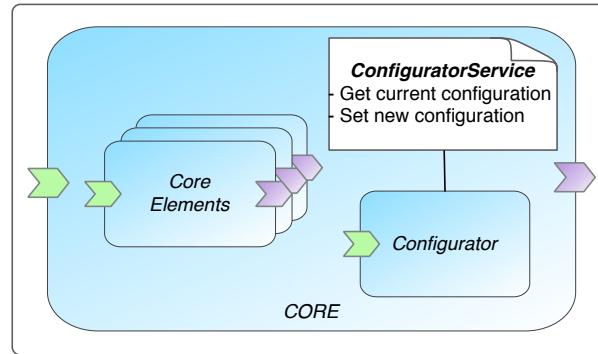 ConfiguratorService
- Get current configuration
- Set new configuration
Core
Elements
Configurator
CORE